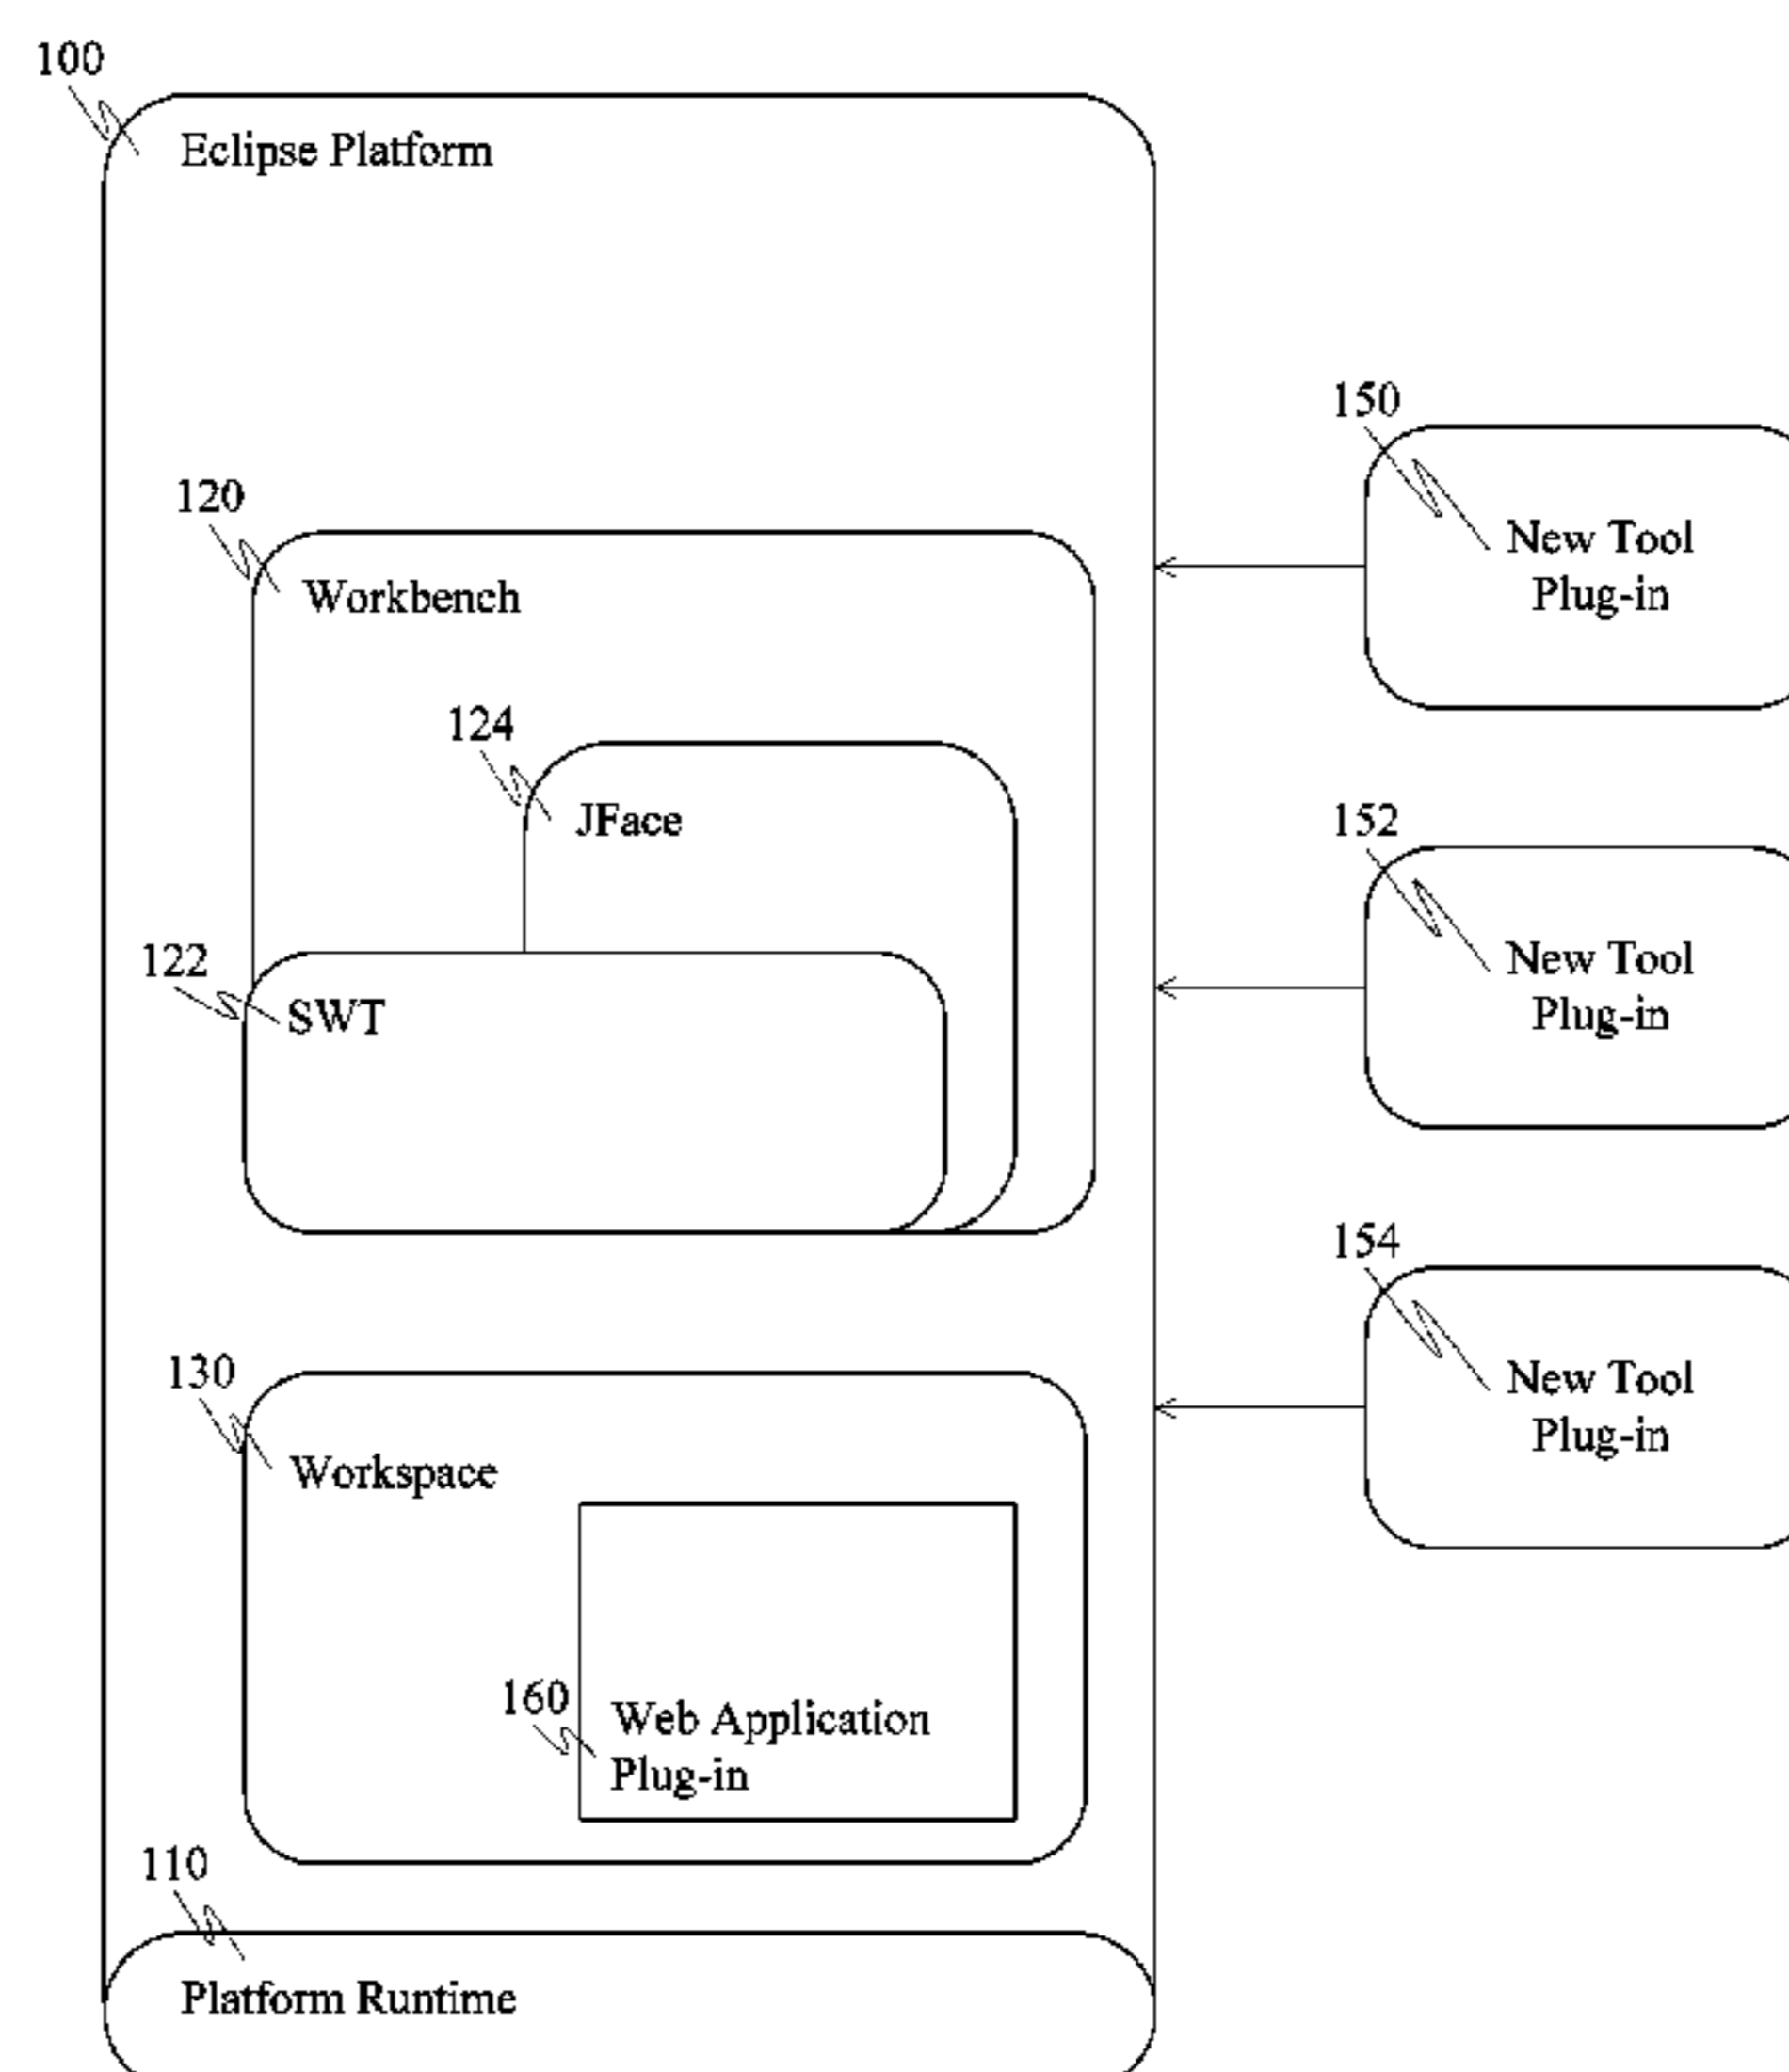 100
Eclipse Platform
150
New Tool
Plug-in
120
Workbench
124
JFace
152
New Tool
Plug-in
122
SWT
154
New Tool
Plug-in
130
Workspace
160
Web Application
Plug-in
110
Platform Runtime